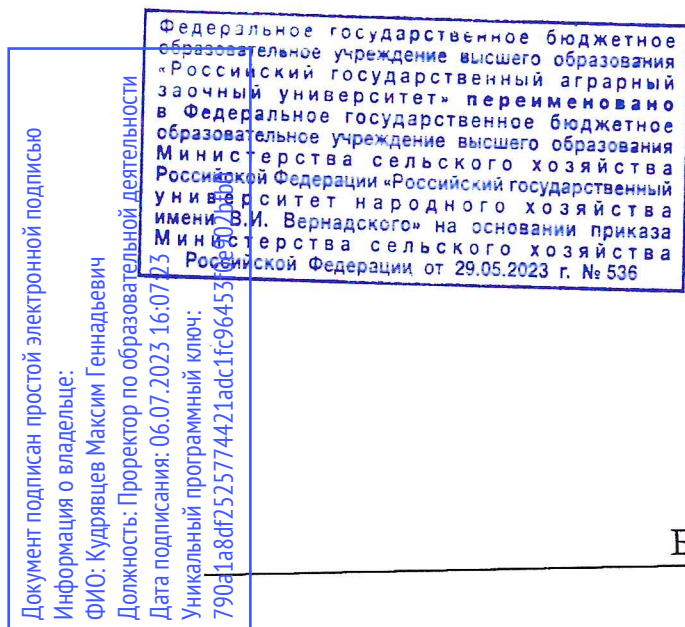 Федеральное государственное бюджетное
образовательное учреждение высшего образования
«Российский государственный аграрный
заочный университет» переименовано
в Федеральное государственное бюджетное
образовательное учреждение высшего образования
Министерства сельского хозяйства
Российской Федерации «Российский государственный
университет народного хозяйства
имени В.И. Вернадского» на основании приказа
Министерства сельского хозяйства
Российской Федерации от 29.05.2023 г. № 536
Документ подписан простой электронной подписью
Информация о владельце:
ФИО: Кудрявцев Максим Геннадьевич
Должность: Проректор по образовательной деятельности
Дата подписания: 06.07.2023 16:07:23
Уникальный программный ключ: